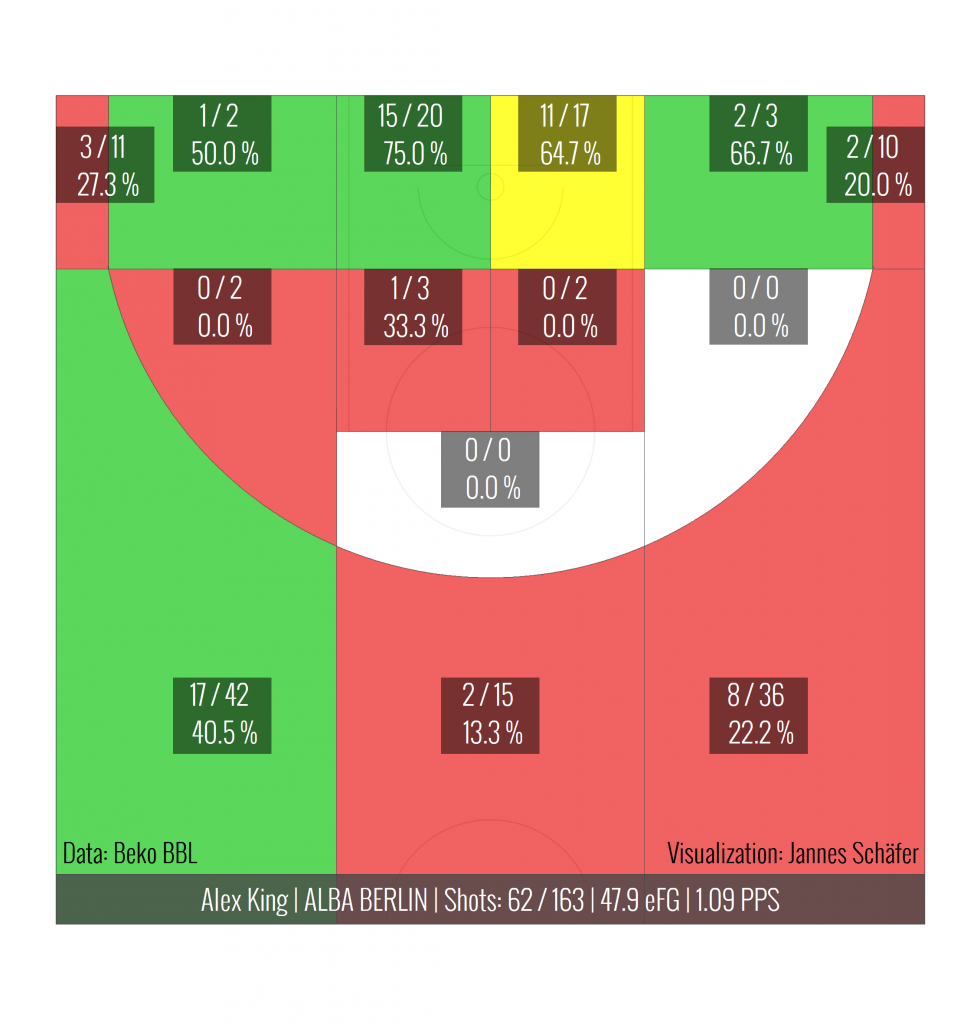 1 / 2
50.0 %
15 / 20
75.0 %
11 / 17
64.7 %
2 / 3
66.7 %
3 / 11
27.3 %
2 / 10
20.0 %
0 / 2
0.0 %
1 / 3
33.3 %
0 / 2
0.0 %
0 / 0
0.0 %
0 / 0
0.0 %
17 / 42
40.5 %
2 / 15
13.3 %
8 / 36
22.2 %
Data: Beko BBL
Visualization: Jannes Schäfer
Alex King | ALBA BERLIN | Shots: 62 / 163 | 47.9 eFG | 1.09 PPS